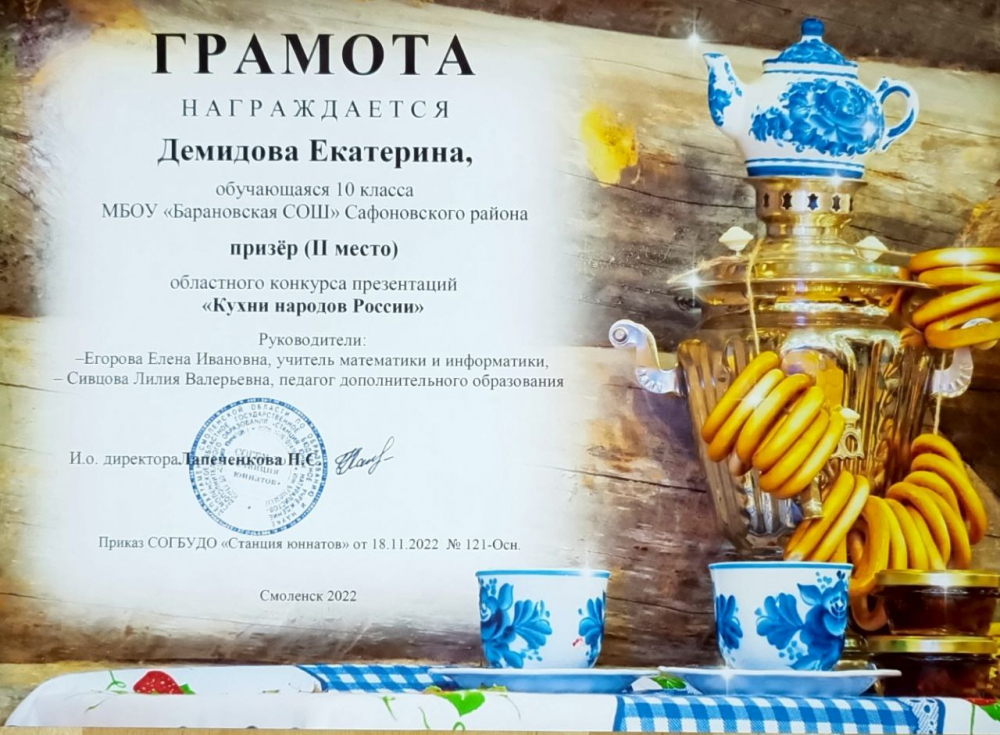 ГРАМОТА
НАГРАЖДАЕТСЯ
Демидова Екатерина,
обучающаяся 10 класса
МБОУ «Барановская СОШ» Сафоновского района
призёр (II место)
областного конкурса презентаций
«Кухни народов России»
Руководители:
–Егорова Елена Ивановна, учитель математики и информатики,
– Сивцова Лилия Валерьевна, педагог дополнительного образования
И.о. директора Лапеченкова Н.С.
Приказ СОГБУДО «Станция юннатов» от 18.11.2022 № 121-Осн.
Смоленск 2022